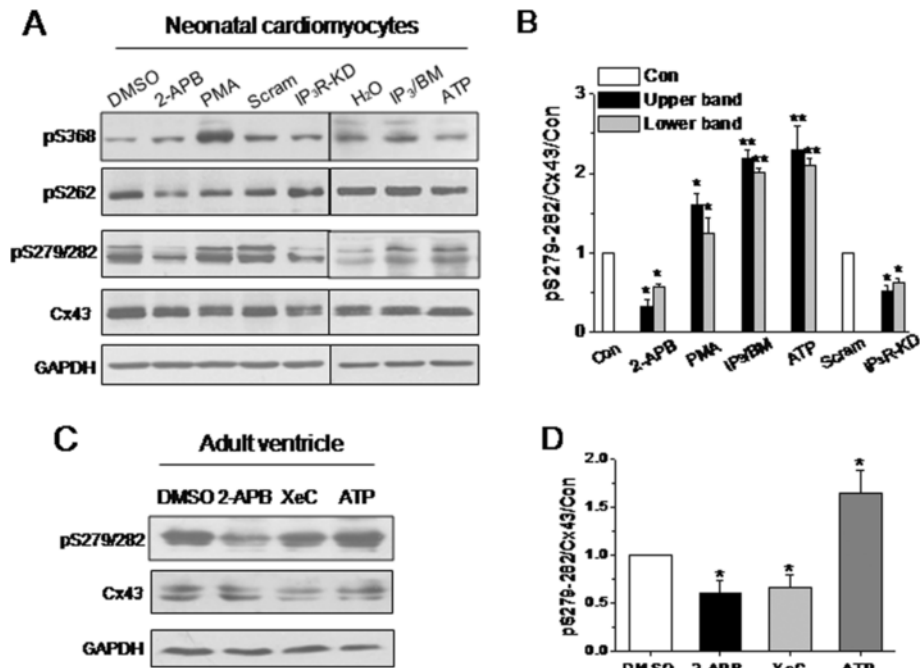 A
Neonatal cardiomyocytes
DMSO 2-APB PMA Scram IP₃R-KD H₂O IP₃/BM ATP
pS368
pS262
pS279/282
Cx43
GAPDH
B
Con
Upper band
Lower band
pS279-282/Cx43/Con
3
2
1
0
* * * * ** ** ** ** * *
Con 2-APB PMA IP₃/BM ATP Scram IP₃R-KD
C
Adult ventricle
DMSO 2-APB XeC ATP
pS279/282
Cx43
GAPDH
D
pS279-282/Cx43/Con
2.0
1.5
1.0
0.5
0.0
* * *
DMSO 2-APB XeC ATP